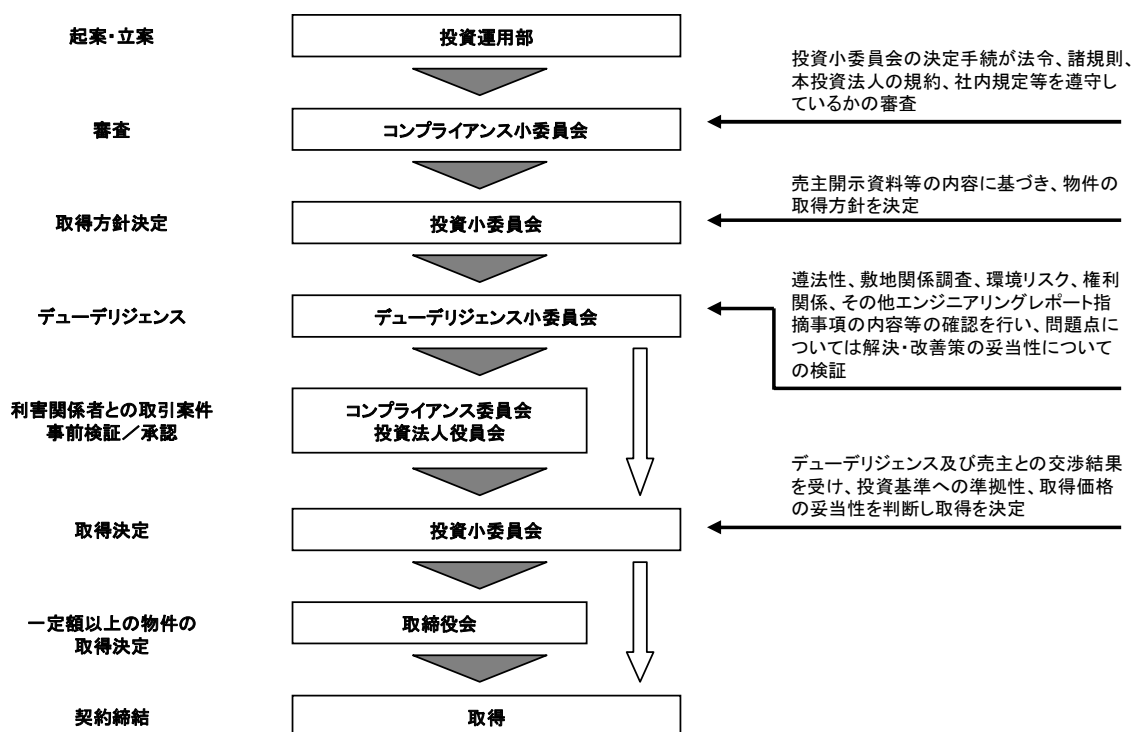 起案・立案
投資運用部
投資小委員会の決定手続が法令、諸規則、
本投資法人の規約、社内規定等を遵守し
ているかの審査
審査
コンプライアンス小委員会
売主開示資料等の内容に基づき、物件の
取得方針を決定
取得方針決定
投資小委員会
遵法性、敷地関係調査、環境リスク、権利
関係、その他エンジニアリングレポート指
摘事項の内容等の確認を行い、問題点に
ついては解決・改善策の妥当性について
の検証
デューデリジェンス
デューデリジェンス小委員会
利害関係者との取引案件
事前検証／承認
コンプライアンス委員会
投資法人役員会
デューデリジェンス及び売主との交渉結果
を受け、投資基準への準拠性、取得価格
の妥当性を判断し取得を決定
取得決定
投資小委員会
一定額以上の物件の
取得決定
取締役会
契約締結
取得